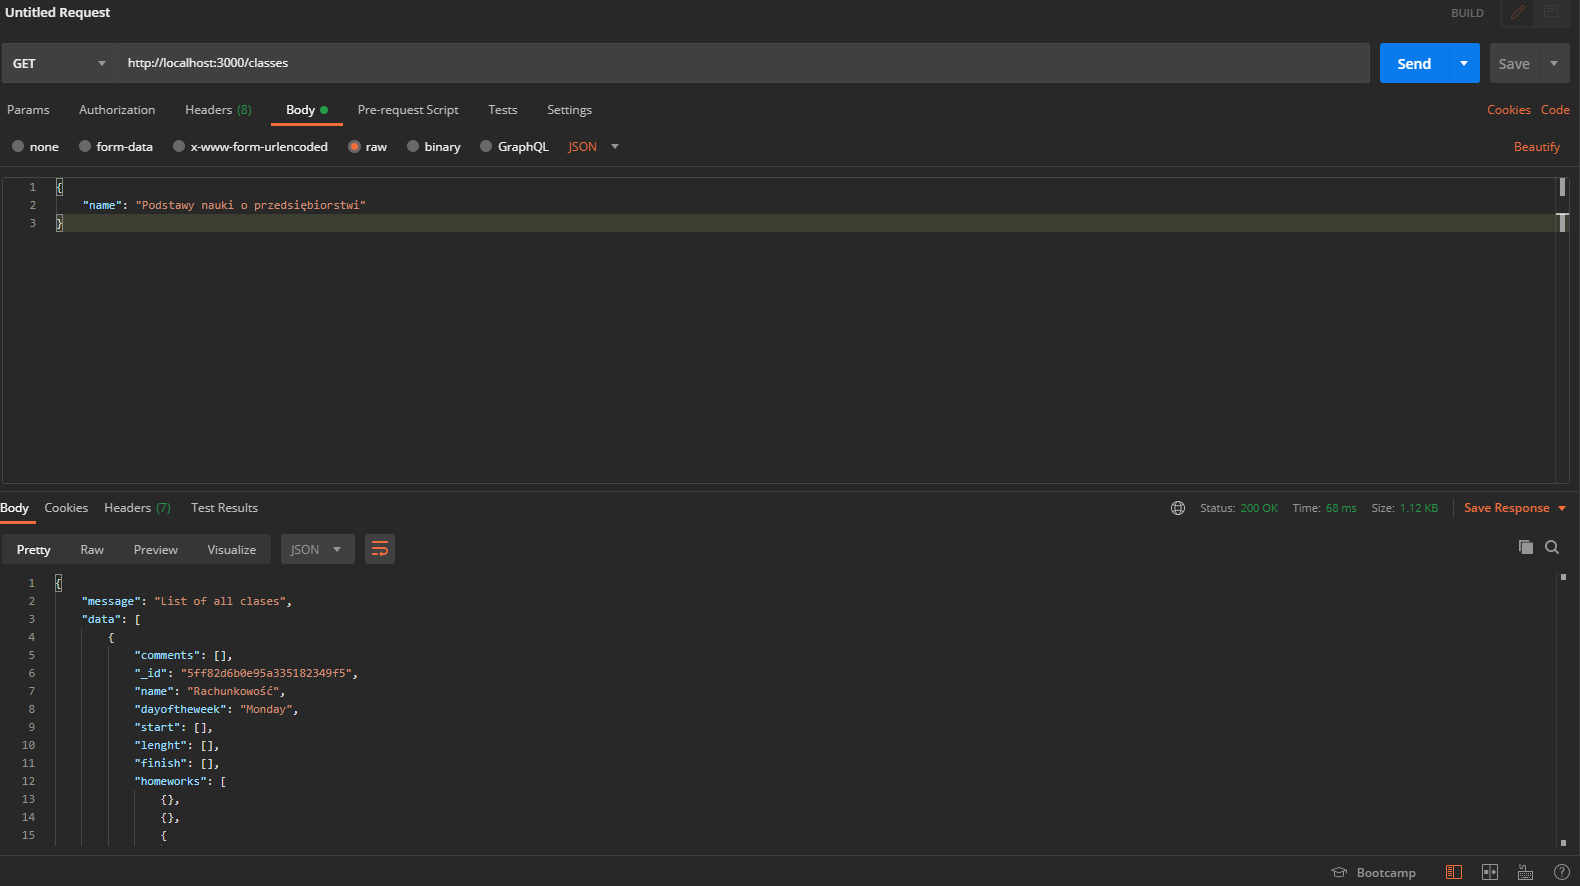 Untitled Request
BUILD
GET http://localhost:3000/classes Send Save
Params Authorization Headers (8) Body Pre-request Script Tests Settings Cookies Code
none form-data x-www-form-urlencoded raw binary GraphQL JSON Beautify
1 {
2 "name": "Podstawy nauki o przedsiębiorstwi"
3 }
Body Cookies Headers (7) Test Results Status: 200 OK Time: 68 ms Size: 1.12 KB Save Response
Pretty Raw Preview Visualize JSON
1 {
2 "message": "List of all clases",
3 "data": [
4 {
5 "comments": [],
6 "_id": "5ff82d6b0e95a335182349f5",
7 "name": "Rachunkowość",
8 "dayoftheweek": "Monday",
9 "start": [],
10 "lenght": [],
11 "finish": [],
12 "homeworks": [
13 {},
14 {},
15 {
Bootcamp